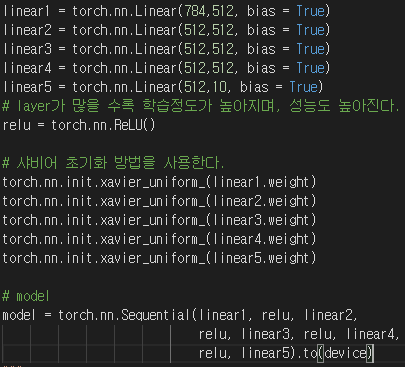 linear1 = torch.nn.Linear(784,512, bias = True)
linear2 = torch.nn.Linear(512,512, bias = True)
linear3 = torch.nn.Linear(512,512, bias = True)
linear4 = torch.nn.Linear(512,512, bias = True)
linear5 = torch.nn.Linear(512,10, bias = True)
# layer가 많을 수록 학습정도가 높아지며, 성능도 높아진다.
relu = torch.nn.ReLU()
# 샤비어 초기화 방법을 사용한다.
torch.nn.init.xavier_uniform_(linear1.weight)
torch.nn.init.xavier_uniform_(linear2.weight)
torch.nn.init.xavier_uniform_(linear3.weight)
torch.nn.init.xavier_uniform_(linear4.weight)
torch.nn.init.xavier_uniform_(linear5.weight)
# model
model = torch.nn.Sequential(linear1, relu, linear2,
relu, linear3, relu, linear4,
relu, linear5).to(device)